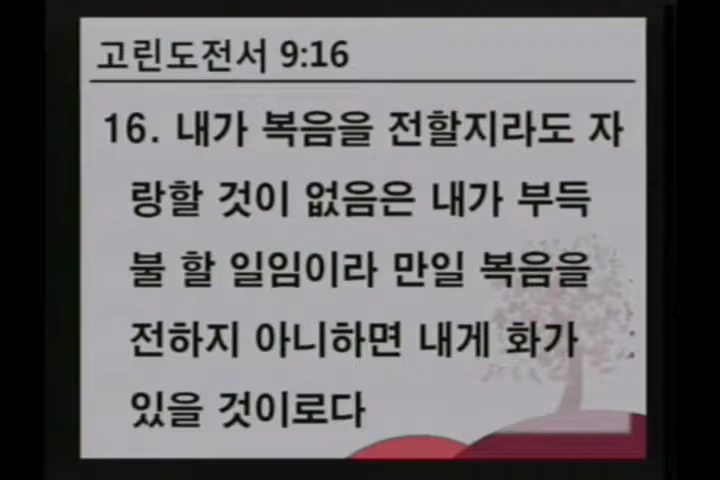 고린도전서 9:16
16. 내가 복음을 전할지라도 자
랑할 것이 없음은 내가 부득
불 할 일임이라 만일 복음을
전하지 아니하면 내게 화가
있을 것이로다